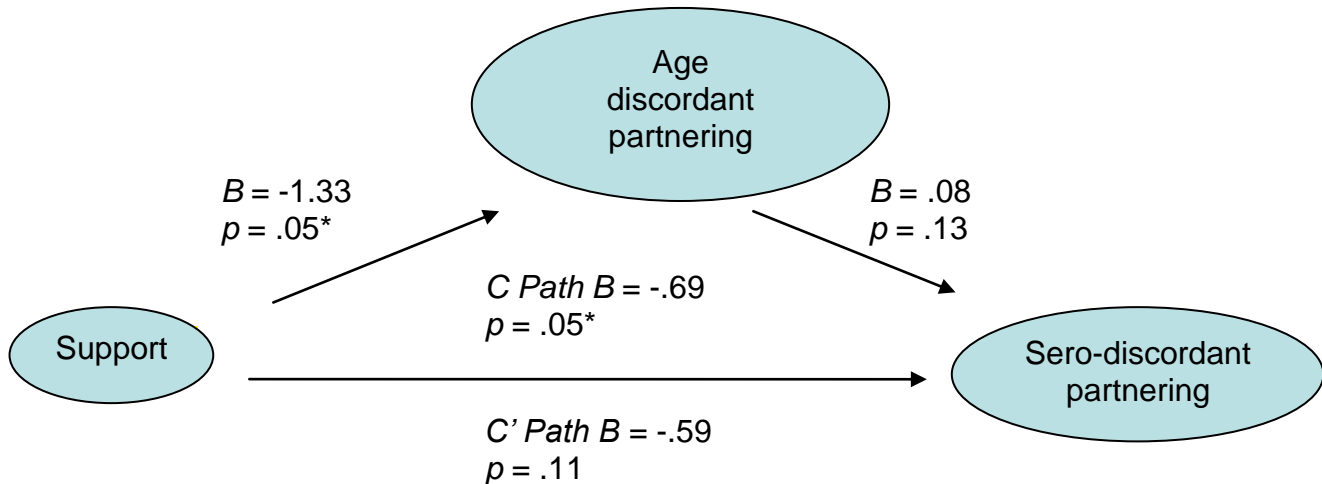 Age
discordant
partnering
B = -1.33
p = .05*
B = .08
p = .13
C Path B = -.69
p = .05*
Support
Sero-discordant
partnering
C’ Path B = -.59
p = .11